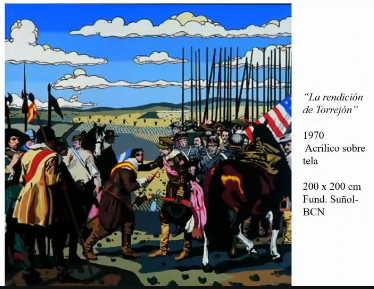 “La rendición
de Torrejón”
1970
Acrílico sobre
tela
200 x 200 cm
Fund. Suñol-
BCN